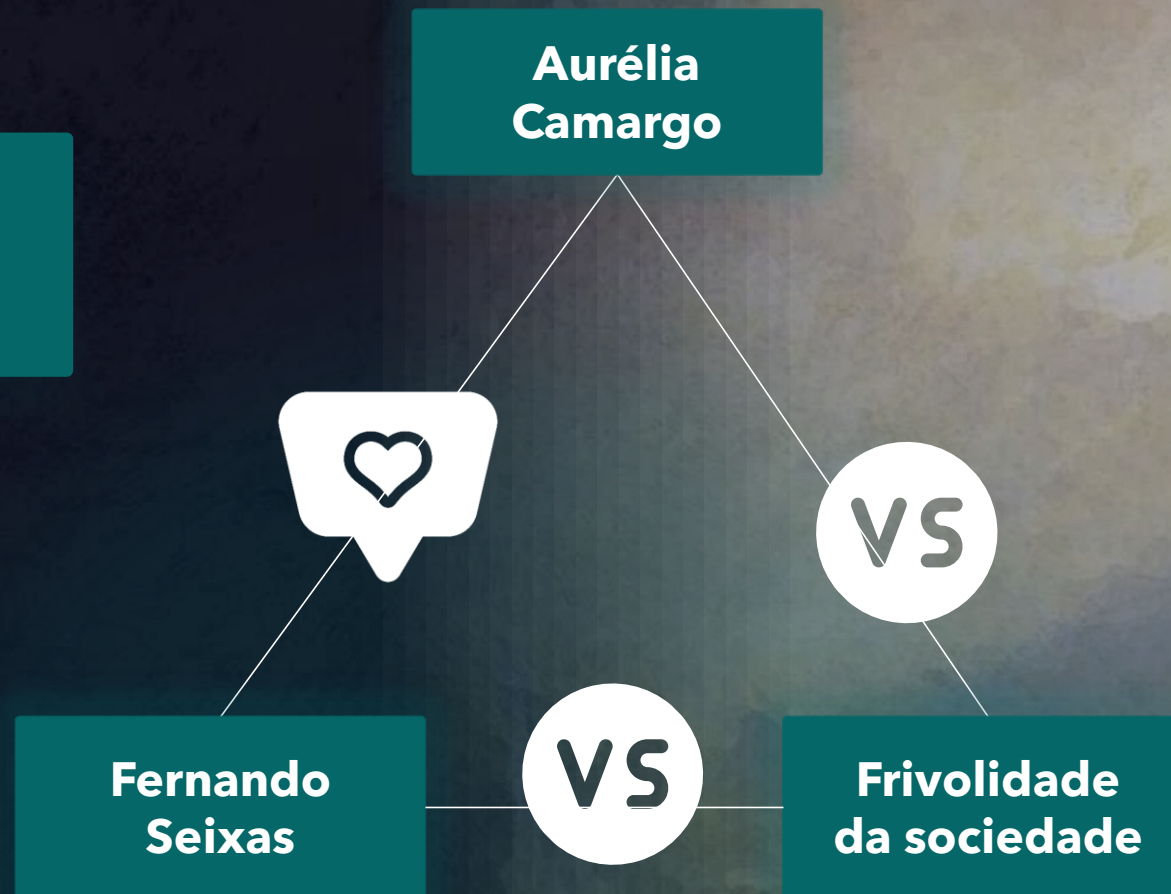 Aurélia
Camargo
VS
VS
Fernando
Seixas
Frivolidade
da sociedade